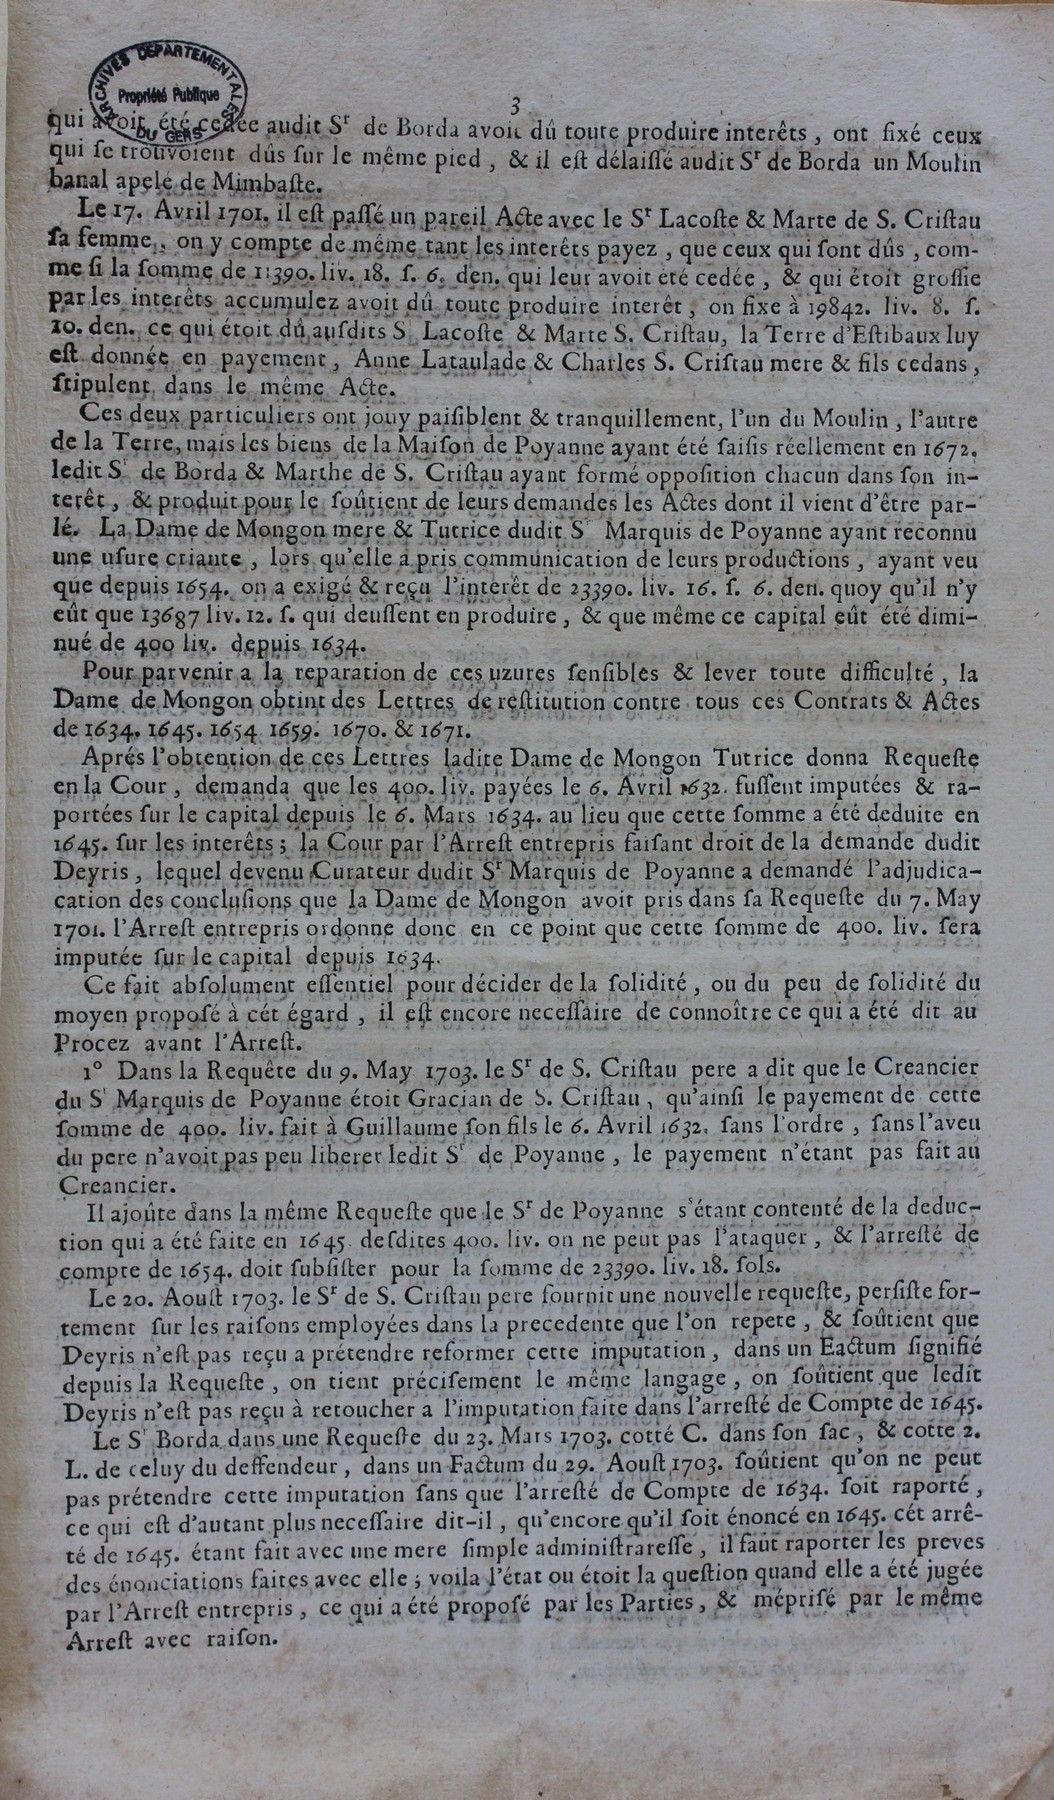 ARCHIVES DEPARTEMENTALES
Propriété Publique
DU GERS
3
qui avoit été cedée audit Sr de Borda avoit dû toute produire interêts, ont fixé ceux
qui se trouvoient dûs sur le même pied, & il est délaissé audit Sr de Borda un Moulin
banal apelé de Mimbaste.
Le 17. Avril 1701. il est passé un pareil Acte avec le Sr Lacoste & Marte de S. Cristau
sa femme, on y compte de même tant les interêts payez, que ceux qui sont dûs, com-
me si la somme de 11390. liv. 18. s. 6. den. qui leur avoit été cedée, & qui étoit grossie
par les interêts accumulez avoit dû toute produire interêt, on fixe à 19842. liv. 8. s.
10. den. ce qui étoit dû ausdits S Lacoste & Marte S. Cristau, la Terre d'Estibaux luy
est donnée en payement, Anne Lataulade & Charles S. Cristau mere & fils cedans,
stipulent dans le même Acte.
Ces deux particuliers ont jouy paisiblent & tranquillement, l'un du Moulin, l'autre
de la Terre, mais les biens de la Maison de Poyanne ayant été saisis réellement en 1672,
ledit Sr de Borda & Marthe de S. Cristau ayant formé opposition chacun dans son in-
terêt, & produit pour le soûtient de leurs demandes les Actes dont il vient d'être par-
lé. La Dame de Mongon mere & Tutrice dudit Sr Marquis de Poyanne ayant reconnu
une usure criante, lors qu'elle a pris communication de leurs productions, ayant veu
que depuis 1654. on a exigé & reçu l'interêt de 23390. liv. 16. s. 6. den. quoy qu'il n'y
eût que 13687 liv. 12. s. qui deussent en produire, & que même ce capital eût été dimi-
nué de 400 liv. depuis 1634.
Pour parvenir a la reparation de ces uzures sensibles & lever toute difficulté, la
Dame de Mongon obtint des Lettres de restitution contre tous ces Contrats & Actes
de 1634. 1645. 1654 1659. 1670. & 1671.
Aprés l'obtention de ces Lettres ladite Dame de Mongon Tutrice donna Requeste
en la Cour, demanda que les 400. liv. payées le 6. Avril 1632. fussent imputées & ra-
portées sur le capital depuis le 6. Mars 1634. au lieu que cette somme a été deduite en
1645. sur les interêts; la Cour par l'Arrest entrepris faisant droit de la demande dudit
Deyris, lequel devenu Curateur dudit Sr Marquis de Poyanne a demandé l'adjudica-
cation des conclusions que la Dame de Mongon avoit pris dans sa Requeste du 7. May
1701. l'Arrest entrepris ordonne donc en ce point que cette somme de 400. liv. sera
imputée sur le capital depuis 1634.
Ce fait absolument essentiel pour décider de la solidité, ou du peu de solidité du
moyen proposé à cét égard, il est encore necessaire de connoître ce qui a été dit au
Procez avant l'Arrest.
1° Dans la Requête du 9. May 1703. le Sr de S. Cristau pere a dit que le Creancier
du Sr Marquis de Poyanne étoit Gracian de S. Cristau, qu'ainsi le payement de cette
somme de 400. liv. fait à Guillaume son fils le 6. Avril 1632. sans l'ordre, sans l'aveu
du pere n'avoit pas peu liberer ledit Sr de Poyanne, le payement n'étant pas fait au
Creancier.
Il ajoûte dans la même Requeste que le Sr de Poyanne s'étant contenté de la deduc-
tion qui a été faite en 1645 desdites 400. liv. on ne peut pas l'ataquer, & l'arresté de
compte de 1654. doit subsister pour la somme de 23390. liv. 18. sols.
Le 20. Aoust 1703. le Sr de S. Cristau pere fournit une nouvelle requeste, persiste for-
tement sur les raisons employées dans la precedente que l'on repete, & soûtient que
Deyris n'est pas reçu a prétendre reformer cette imputation, dans un Eactum signifié
depuis la Requeste, on tient précisement le même langage, on soûtient que ledit
Deyris n'est pas reçu à retoucher a l'imputation faite dans l'arresté de Compte de 1645.
Le Sr Borda dans une Requeste du 23. Mars 1703. cotté C. dans son sac, & cotte 2.
L. de celuy du deffendeur, dans un Factum du 29. Aoust 1703. soûtient qu'on ne peut
pas prétendre cette imputation sans que l'arresté de Compte de 1634. soit raporté,
ce qui est d'autant plus necessaire dit-il, qu'encore qu'il soit énoncé en 1645. cét arrê-
té de 1645. étant fait avec une mere simple administraresse, il faut raporter les preves
des énonciations faites avec elle; voila l'état ou étoit la question quand elle a été jugée
par l'Arrest entrepris, ce qui a été proposé par les Parties, & méprisé par le même
Arrest avec raison.